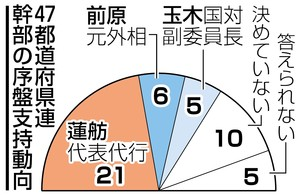 47都道府県連
幹部の序盤支持動向
前原
元外相
玉木国対
副委員長
決めていない
答えられない
蓮舫
代表代行
21
6
5
10
5